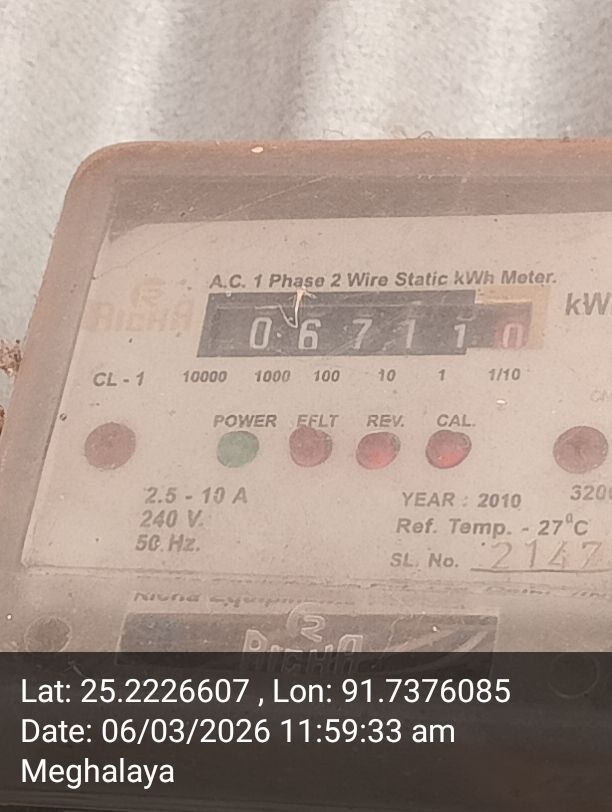 A.C. 1 Phase 2 Wire Static kWh Meter.
RICHA
0 6 7 1 1 0
CL - 1 10000 1000 100 10 1 1/10
POWER EFLT REV. CAL.
2.5 - 10 A
240 V.
50 Hz.
YEAR : 2010
Ref. Temp. - 27°C
SL. No. 2147
RICHA
Lat: 25.2226607 , Lon: 91.7376085
Date: 06/03/2026 11:59:33 am
Meghalaya